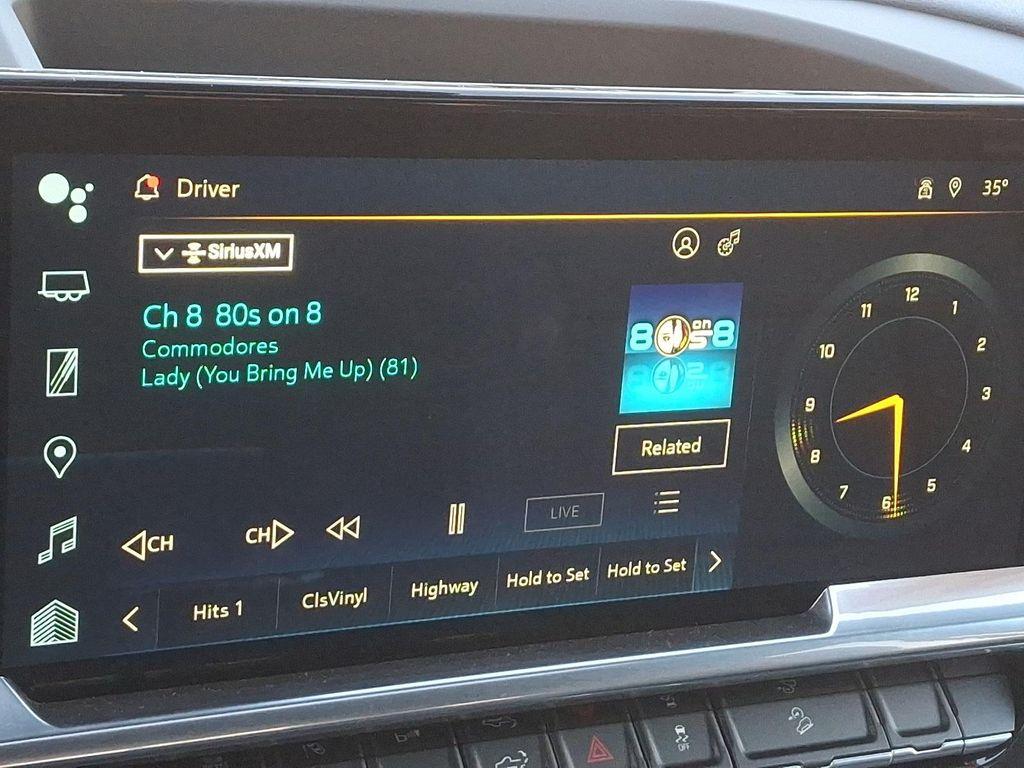 Driver
35°
SiriusXM
Ch 8 80s on 8
Commodores
Lady (You Bring Me Up) (81)
80s on 8
Related
12
1
2
3
4
5
6
7
8
9
10
11
CH
CH
LIVE
Hits 1
ClsVinyl
Highway
Hold to Set
Hold to Set
OFF